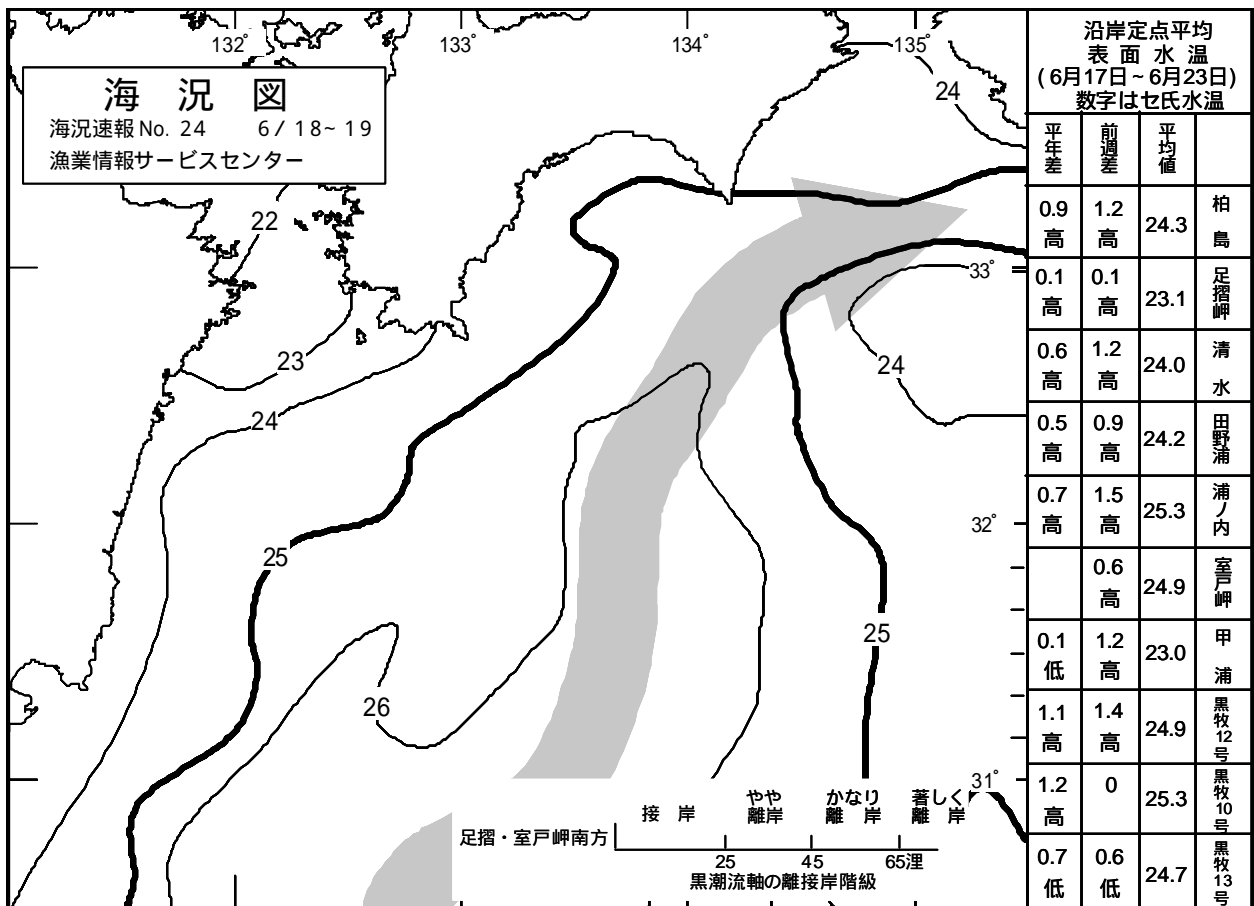 132°
133°
134°
135°
海況図
海況速報 No. 24 6/18~19
漁業情報サービスセンター
24
22
33°
23
24
24
32°
25
25
26
31°
接岸
やや離岸
かなり離岸
著しく離岸
足摺・室戸岬南方
25 45 65浬
黒潮流軸の離接岸階級
沿岸定点平均
表面水温
(6月17日~6月23日)
数字はセ氏水温
平年差 前週差 平均値
0.9高 1.2高 24.3 柏島
0.1高 0.1高 23.1 足摺岬
0.6高 1.2高 24.0 清水
0.5高 0.9高 24.2 田野浦
0.7高 1.5高 25.3 浦ノ内
0.6高 24.9 室戸岬
0.1低 1.2高 23.0 甲浦
1.1高 1.4高 24.9 黒牧12号
1.2高 0 25.3 黒牧10号
0.7低 0.6低 24.7 黒牧13号